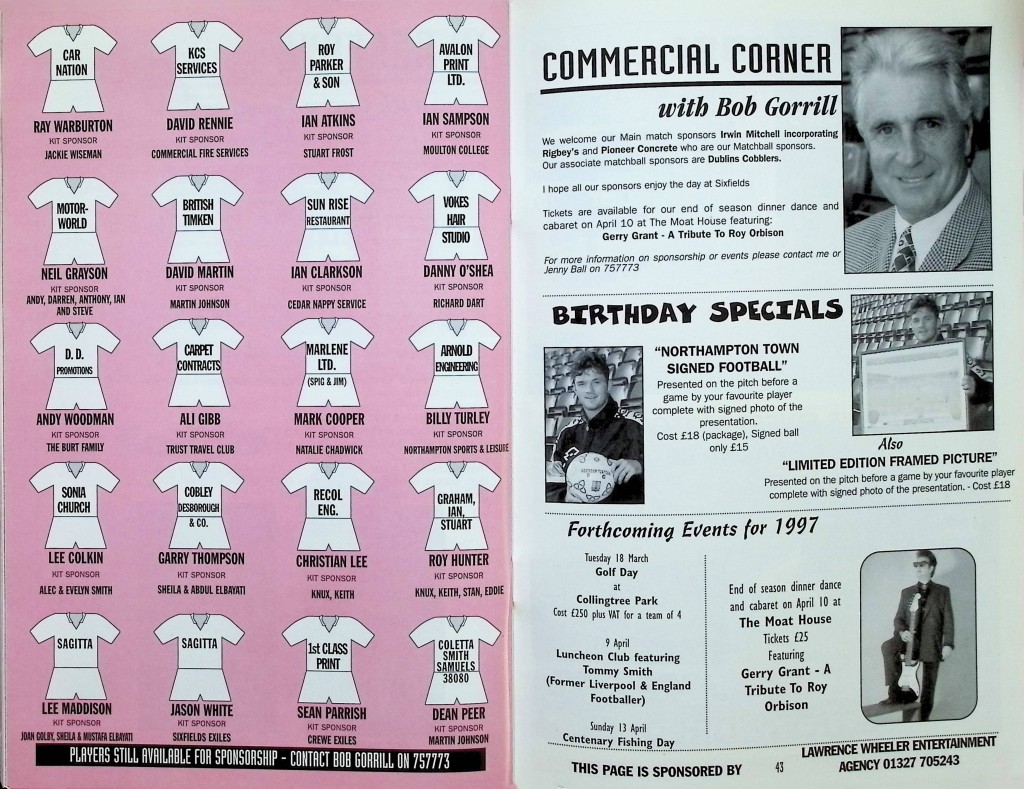 CAR
NATION
RAY WARBURTON
KIT SPONSOR
JACKIE WISEMAN
KCS
SERVICES
DAVID RENNIE
KIT SPONSOR
COMMERCIAL FIRE SERVICES
ROY
PARKER
& SON
IAN ATKINS
KIT SPONSOR
STUART FROST
AVALON
PRINT
LTD.
IAN SAMPSON
KIT SPONSOR
MOULTON COLLEGE
MOTOR-
WORLD
NEIL GRAYSON
KIT SPONSOR
ANDY, DARREN, ANTHONY, IAN
AND STEVE
BRITISH
TIMKEN
DAVID MARTIN
KIT SPONSOR
MARTIN JOHNSON
SUN RISE
RESTAURANT
IAN CLARKSON
KIT SPONSOR
CEDAR NAPPY SERVICE
VOKES
HAIR
STUDIO
DANNY O'SHEA
KIT SPONSOR
RICHARD DART
D. D.
PROMOTIONS
ANDY WOODMAN
KIT SPONSOR
THE BURT FAMILY
CARPET
CONTRACTS
ALI GIBB
KIT SPONSOR
TRUST TRAVEL CLUB
MARLENE
LTD.
(SPIG & JIM)
MARK COOPER
KIT SPONSOR
NATALIE CHADWICK
ARNOLD
ENGINEERING
BILLY TURLEY
KIT SPONSOR
NORTHAMPTON SPORTS & LEISURE
SONIA
CHURCH
LEE COLKIN
KIT SPONSOR
ALEC & EVELYN SMITH
COBLEY
DESBOROUGH
& CO.
GARRY THOMPSON
KIT SPONSOR
SHEILA & ABDUL ELBAYATI
RECOL
ENG.
CHRISTIAN LEE
KIT SPONSOR
KNUX, KEITH
GRAHAM,
IAN,
STUART
ROY HUNTER
KIT SPONSOR
KNUX, KEITH, STAN, EDDIE
SAGITTA
LEE MADDISON
KIT SPONSOR
JOAN GOLBY, SHEILA & MUSTAFA ELBAYATI
SAGITTA
JASON WHITE
KIT SPONSOR
SIXFIELDS EXILES
1st CLASS
PRINT
SEAN PARRISH
KIT SPONSOR
CREWE EXILES
COLETTA
SMITH
SAMUELS
38080
DEAN PEER
KIT SPONSOR
MARTIN JOHNSON
PLAYERS STILL AVAILABLE FOR SPONSORSHIP - CONTACT BOB GORRILL ON 757773
COMMERCIAL CORNER
with Bob Gorrill
We welcome our Main match sponsors Irwin Mitchell incorporating
Rigbey's and Pioneer Concrete who are our Matchball sponsors.
Our associate matchball sponsors are Dublins Cobblers.
I hope all our sponsors enjoy the day at Sixfields
Tickets are available for our end of season dinner dance and
cabaret on April 10 at The Moat House featuring:
Gerry Grant - A Tribute To Roy Orbison
For more information on sponsorship or events please contact me or
Jenny Ball on 757773
BIRTHDAY SPECIALS
"NORTHAMPTON TOWN
SIGNED FOOTBALL"
Presented on the pitch before a
game by your favourite player
complete with signed photo of the
presentation.
Cost £18 (package), Signed ball
only £15
Also
"LIMITED EDITION FRAMED PICTURE"
Presented on the pitch before a game by your favourite player
complete with signed photo of the presentation. - Cost £18
Forthcoming Events for 1997
Tuesday 18 March
Golf Day
at
Collingtree Park
Cost £250 plus VAT for a team of 4
9 April
Luncheon Club featuring
Tommy Smith
(Former Liverpool & England
Footballer)
Sunday 13 April
Centenary Fishing Day
End of season dinner dance
and cabaret on April 10 at
The Moat House
Tickets £25
Featuring
Gerry Grant - A
Tribute To Roy
Orbison
THIS PAGE IS SPONSORED BY
43
LAWRENCE WHEELER ENTERTAINMENT
AGENCY 01327 705243